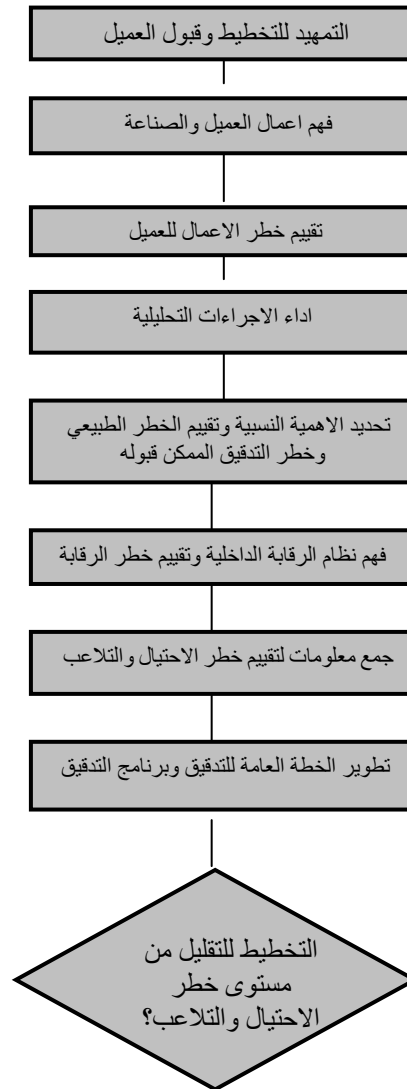 التمهيد للتخطيط وقبول العميل
فهم اعمال العميل والصناعة
تقييم خطر الاعمال للعميل
اداء الاجراءات التحليلية
تحديد الاهمية النسبية وتقييم الخطر الطبيعي
وخطر التدقيق الممكن قبوله
فهم نظام الرقابة الداخلية وتقييم خطر الرقابة
جمع معلومات لتقييم خطر الاحتيال والتلاعب
تطوير الخطة العامة للتدقيق وبرنامج التدقيق
التخطيط للتقليل من
مستوى خطر
الاحتيال والتلاعب؟